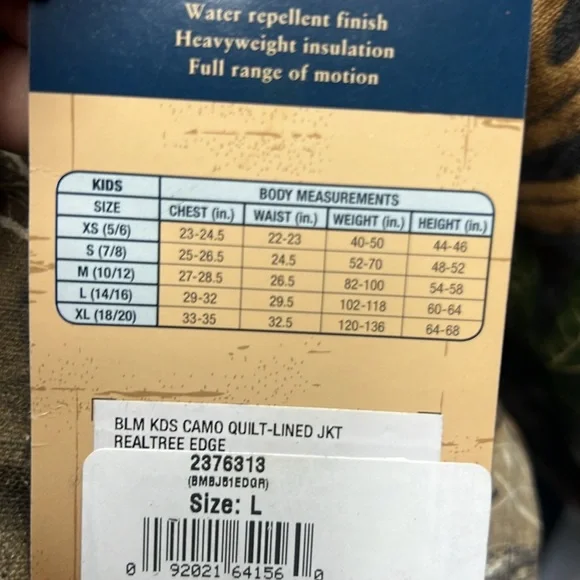 Water repellent finish
Heavyweight insulation
Full range of motion
KIDS BODY MEASUREMENTS
SIZE CHEST (in.) WAIST (in.) WEIGHT (in.) HEIGHT (in.)
XS (5/6) 23-24.5 22-23 40-50 44-46
S (7/8) 25-26.5 24.5 52-70 48-52
M (10/12) 27-28.5 26.5 82-100 54-58
L (14/16) 29-32 29.5 102-118 60-64
XL (18/20) 33-35 32.5 120-136 64-68
BLM KDS CAMO QUILT-LINED JKT
REALTREE EDGE
2376313
(BMBJB1EDGR)
Size: L
0 92021 64156 0